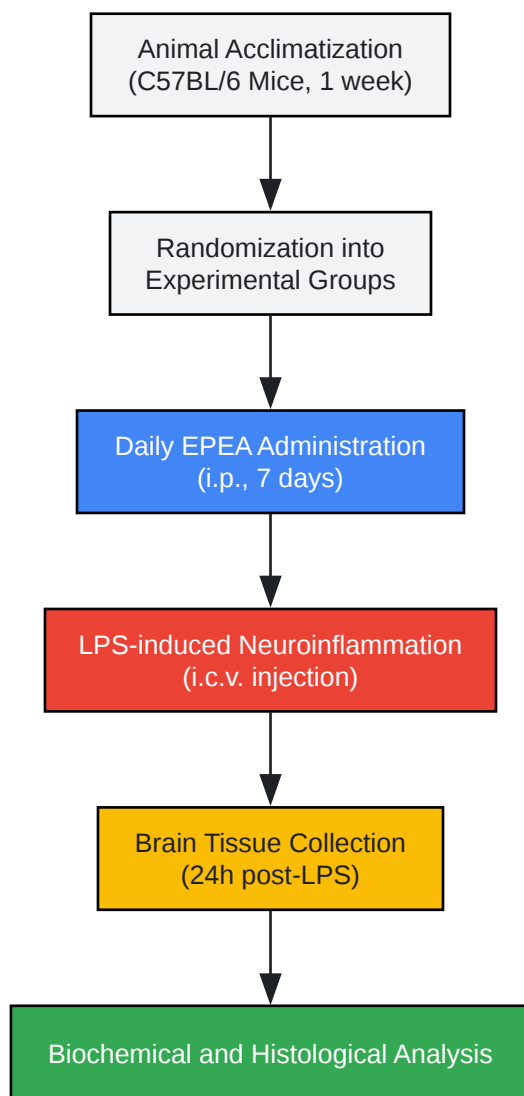 Animal Acclimatization
(C57BL/6 Mice, 1 week)
Randomization into
Experimental Groups
Daily EPEA Administration
(i.p., 7 days)
LPS-induced Neuroinflammation
(i.c.v. injection)
Brain Tissue Collection
(24h post-LPS)
Biochemical and Histological Analysis